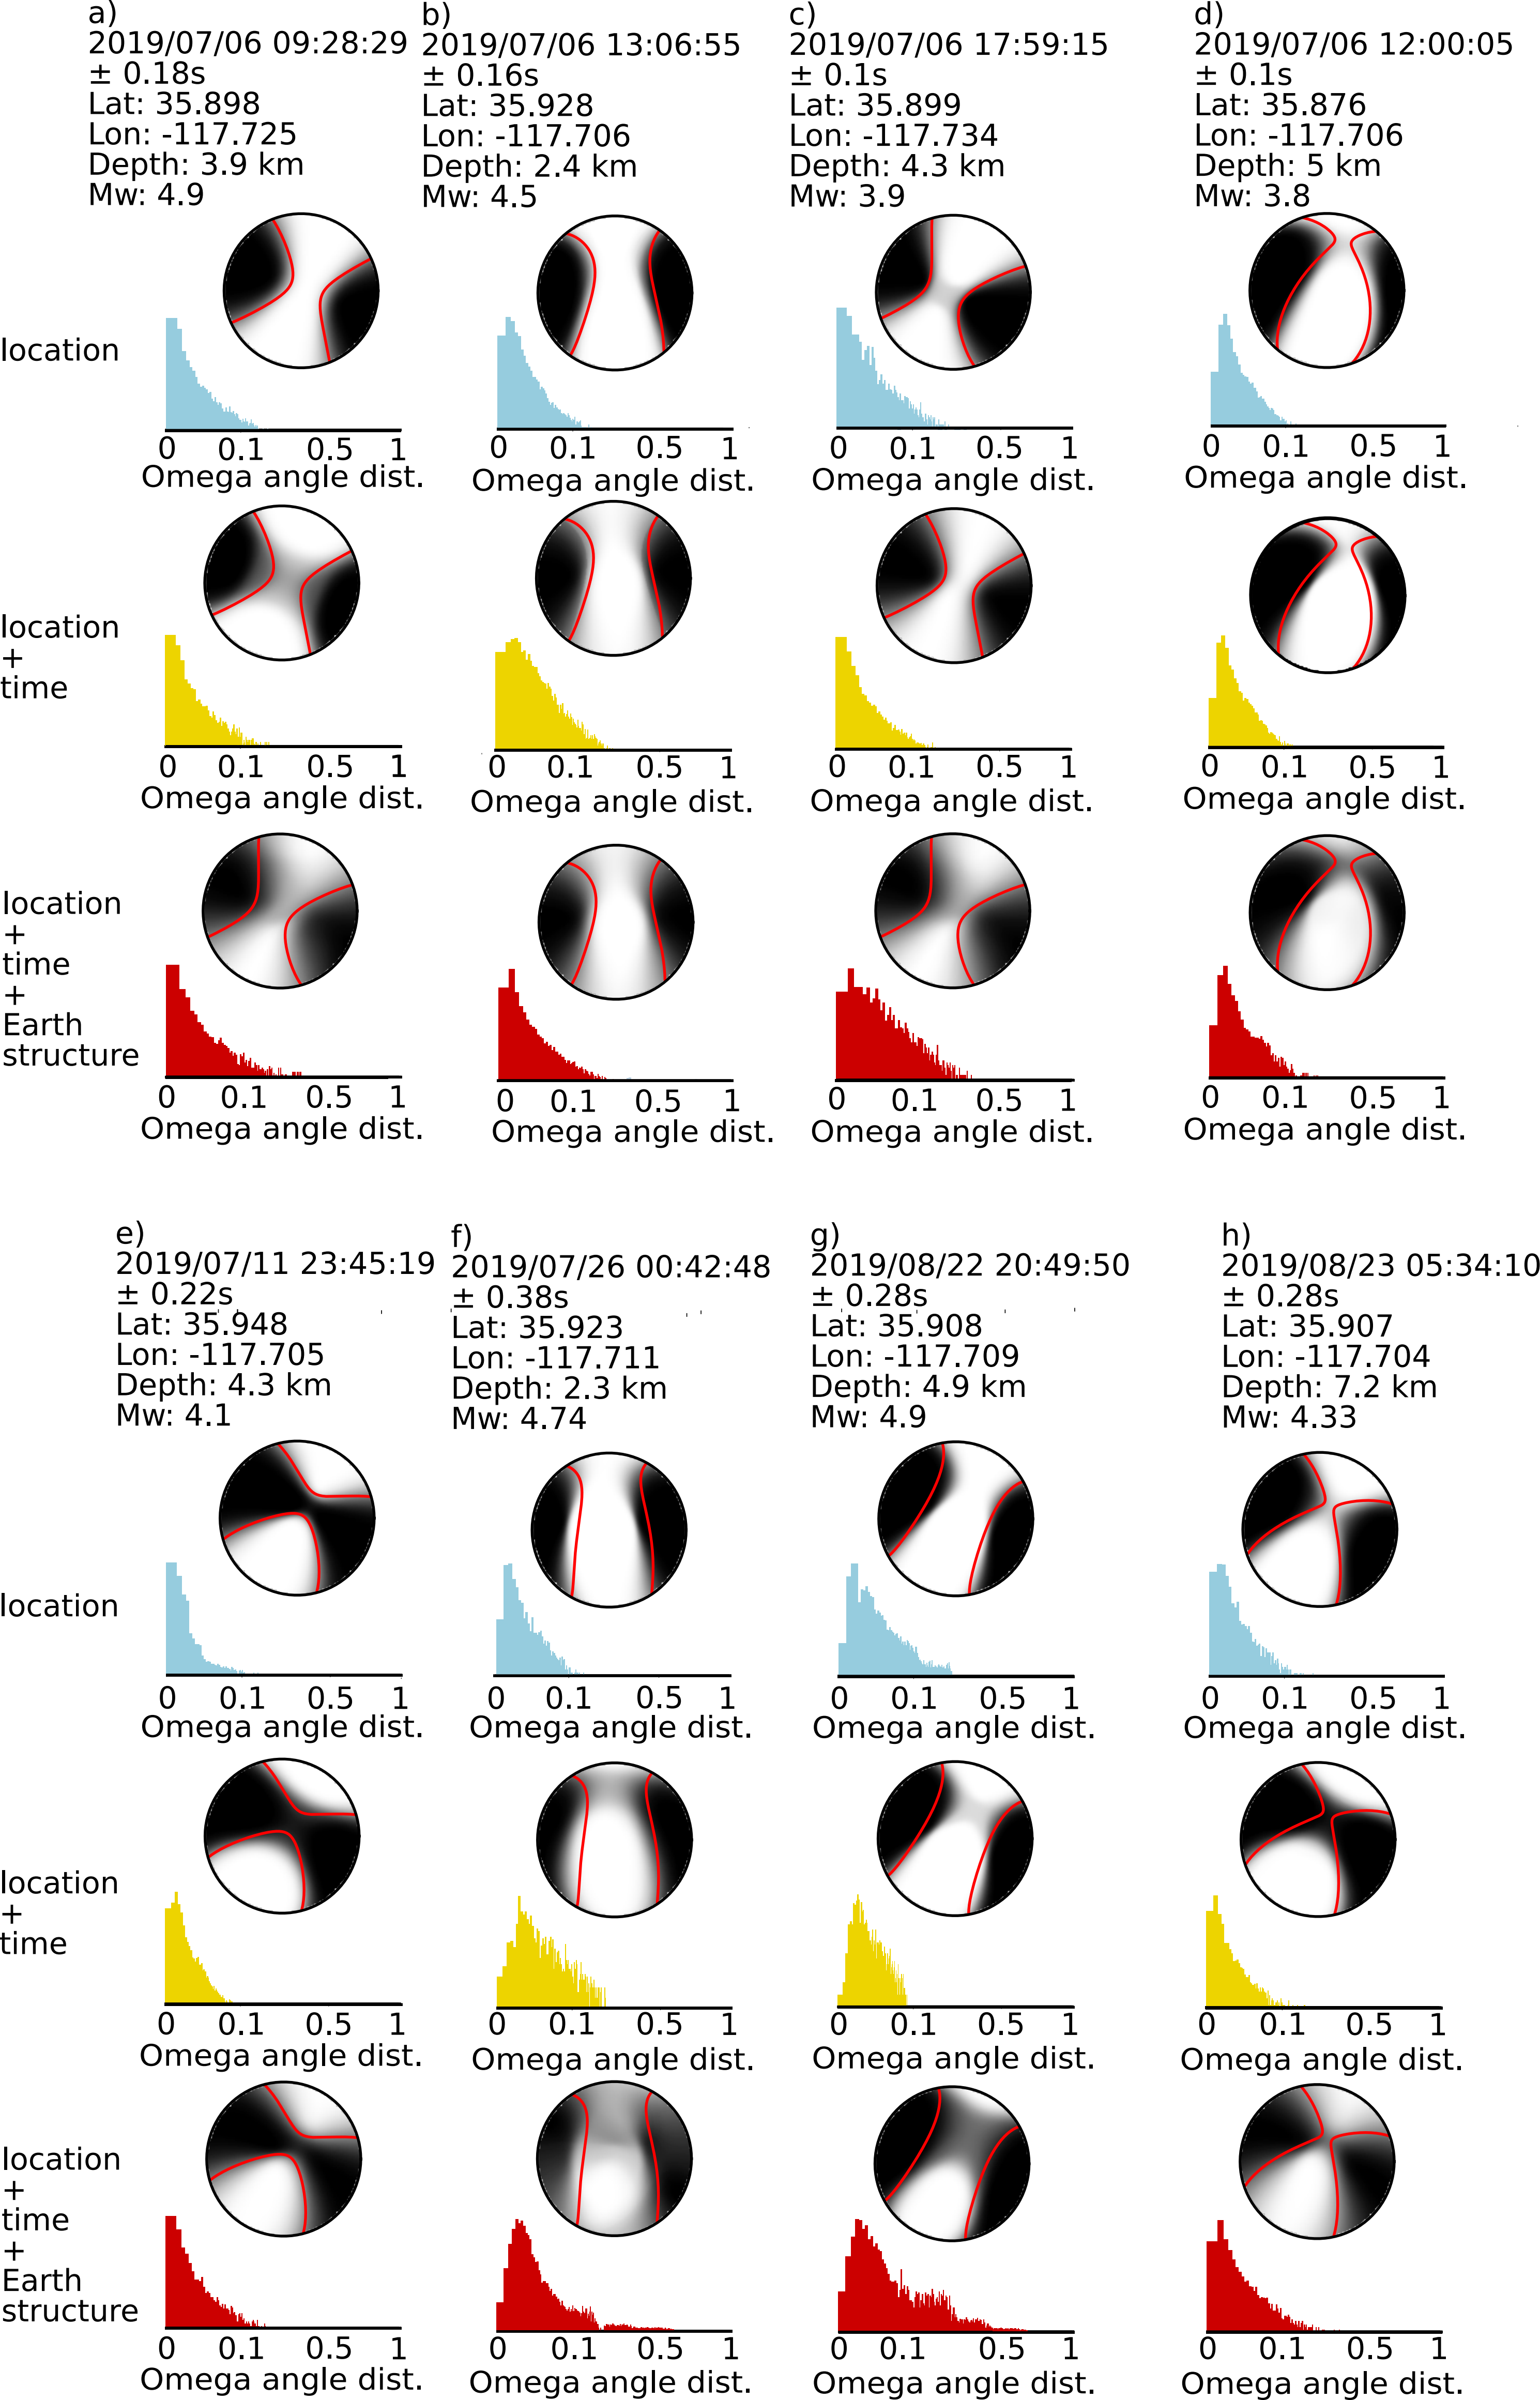 a)
2019/07/06 09:28:29
± 0.18s
Lat: 35.898
Lon: -117.725
Depth: 3.9 km
Mw: 4.9
b)
2019/07/06 13:06:55
± 0.16s
Lat: 35.928
Lon: -117.706
Depth: 2.4 km
Mw: 4.5
c)
2019/07/06 17:59:15
± 0.1s
Lat: 35.899
Lon: -117.734
Depth: 4.3 km
Mw: 3.9
d)
2019/07/06 12:00:05
± 0.1s
Lat: 35.876
Lon: -117.706
Depth: 5 km
Mw: 3.8
location
0 0.1 0.5 1
Omega angle dist.
0 0.1 0.5 1
Omega angle dist.
0 0.1 0.5 1
Omega angle dist.
0 0.1 0.5 1
Omega angle dist.
location
+
time
0 0.1 0.5 1
Omega angle dist.
0 0.1 0.5 1
Omega angle dist.
0 0.1 0.5 1
Omega angle dist.
0 0.1 0.5 1
Omega angle dist.
location
+
time
+
Earth
structure
0 0.1 0.5 1
Omega angle dist.
0 0.1 0.5 1
Omega angle dist.
0 0.1 0.5 1
Omega angle dist.
0 0.1 0.5 1
Omega angle dist.
e)
2019/07/11 23:45:19
± 0.22s
Lat: 35.948
Lon: -117.705
Depth: 4.3 km
Mw: 4.1
f)
2019/07/26 00:42:48
± 0.38s
Lat: 35.923
Lon: -117.711
Depth: 2.3 km
Mw: 4.74
g)
2019/08/22 20:49:50
± 0.28s
Lat: 35.908
Lon: -117.709
Depth: 4.9 km
Mw: 4.9
h)
2019/08/23 05:34:10
± 0.28s
Lat: 35.907
Lon: -117.704
Depth: 7.2 km
Mw: 4.33
location
0 0.1 0.5 1
Omega angle dist.
0 0.1 0.5 1
Omega angle dist.
0 0.1 0.5 1
Omega angle dist.
0 0.1 0.5 1
Omega angle dist.
location
+
time
0 0.1 0.5 1
Omega angle dist.
0 0.1 0.5 1
Omega angle dist.
0 0.1 0.5 1
Omega angle dist.
0 0.1 0.5 1
Omega angle dist.
location
+
time
+
Earth
structure
0 0.1 0.5 1
Omega angle dist.
0 0.1 0.5 1
Omega angle dist.
0 0.1 0.5 1
Omega angle dist.
0 0.1 0.5 1
Omega angle dist.